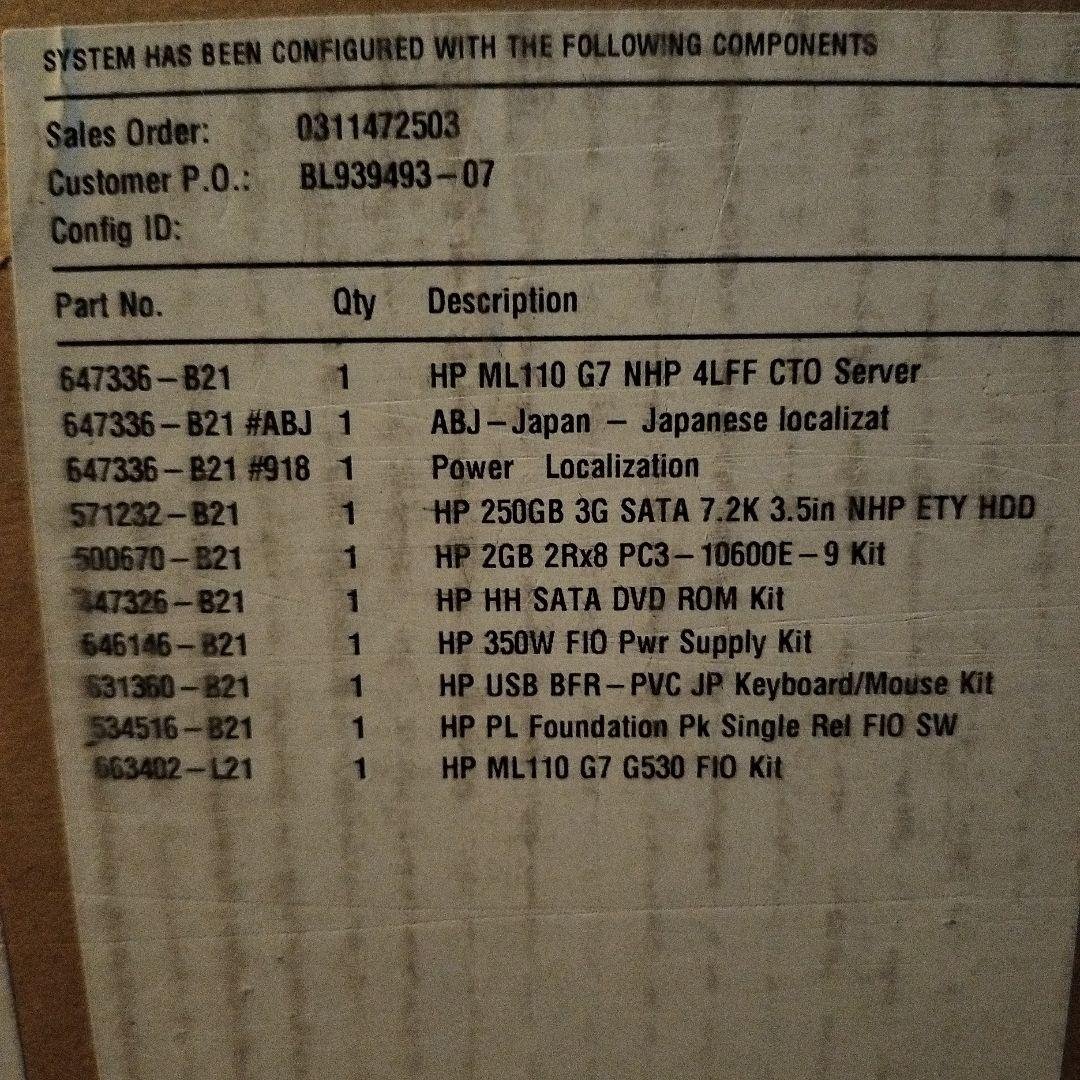 SYSTEM HAS BEEN CONFIGURED WITH THE FOLLOWING COMPONENTS
Sales Order: 0311472503
Customer P.O.: BL939493-07
Config ID:
Part No. Qty Description
647336-B21 1 HP ML110 G7 NHP 4LFF CTO Server
647336-B21 #ABJ 1 ABJ-Japan - Japanese localizat
647336-B21 #918 1 Power Localization
571232-B21 1 HP 250GB 3G SATA 7.2K 3.5in NHP ETY HDD
500670-B21 1 HP 2GB 2Rx8 PC3-10600E-9 Kit
1 HP HH SATA DVD ROM Kit
646146-B21 1 HP 350W FIO Pwr Supply Kit
631360-B21 1 HP USB BFR-PVC JP Keyboard/Mouse Kit
534516-B21 1 HP PL Foundation Pk Single Rel FIO SW
663402-L21 1 HP ML110 G7 G530 FIO Kit